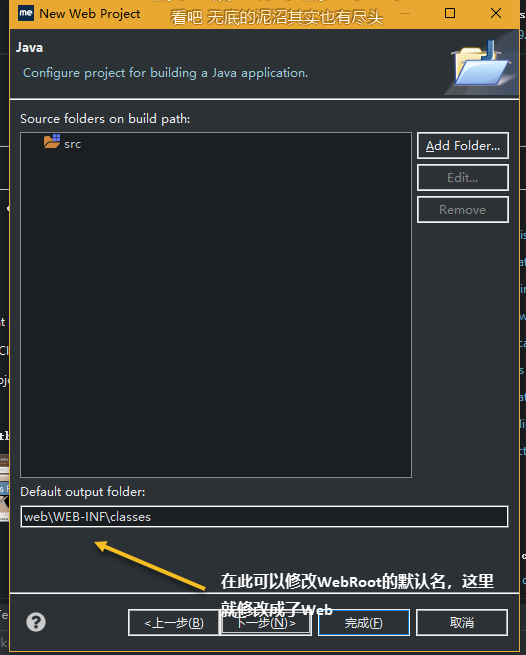 me New Web Project
看吧 无底的泥沼其实也有尽头
Java
Configure project for building a Java application.
Source folders on build path:
src
Add Folder...
Edit...
Remove
Default output folder:
web\WEB-INF\classes
在此可以修改WebRoot的默认名，这里
就修改成了Web
? <上一步(B) 下一步(N)> 完成(F) 取消